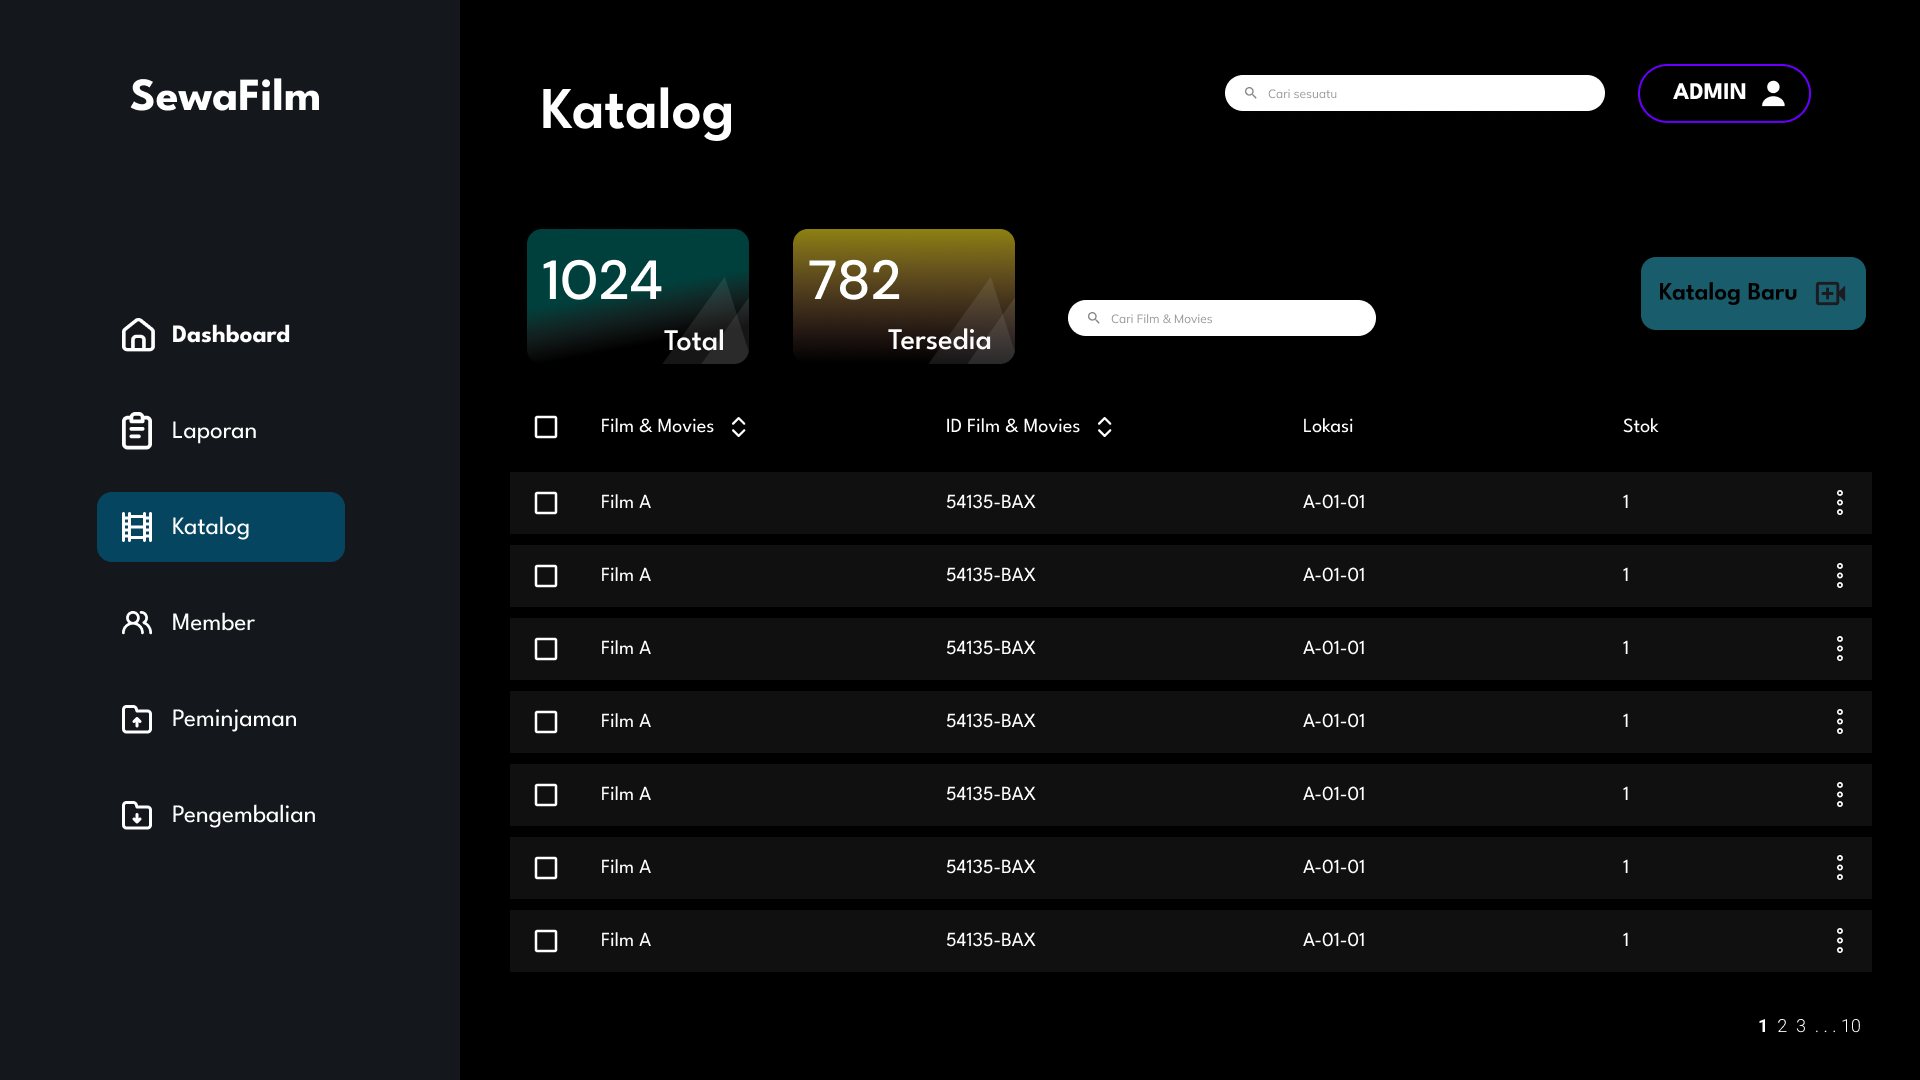 SewaFilm
Dashboard
Laporan
Katalog
Member
Peminjaman
Pengembalian
Katalog
Cari sesuatu
ADMIN
1024
Total
782
Tersedia
Cari Film & Movies
Katalog Baru
Film & Movies ID Film & Movies Lokasi Stok
Film A 54135-BAX A-01-01 1
Film A 54135-BAX A-01-01 1
Film A 54135-BAX A-01-01 1
Film A 54135-BAX A-01-01 1
Film A 54135-BAX A-01-01 1
Film A 54135-BAX A-01-01 1
Film A 54135-BAX A-01-01 1
1 2 3 ... 10